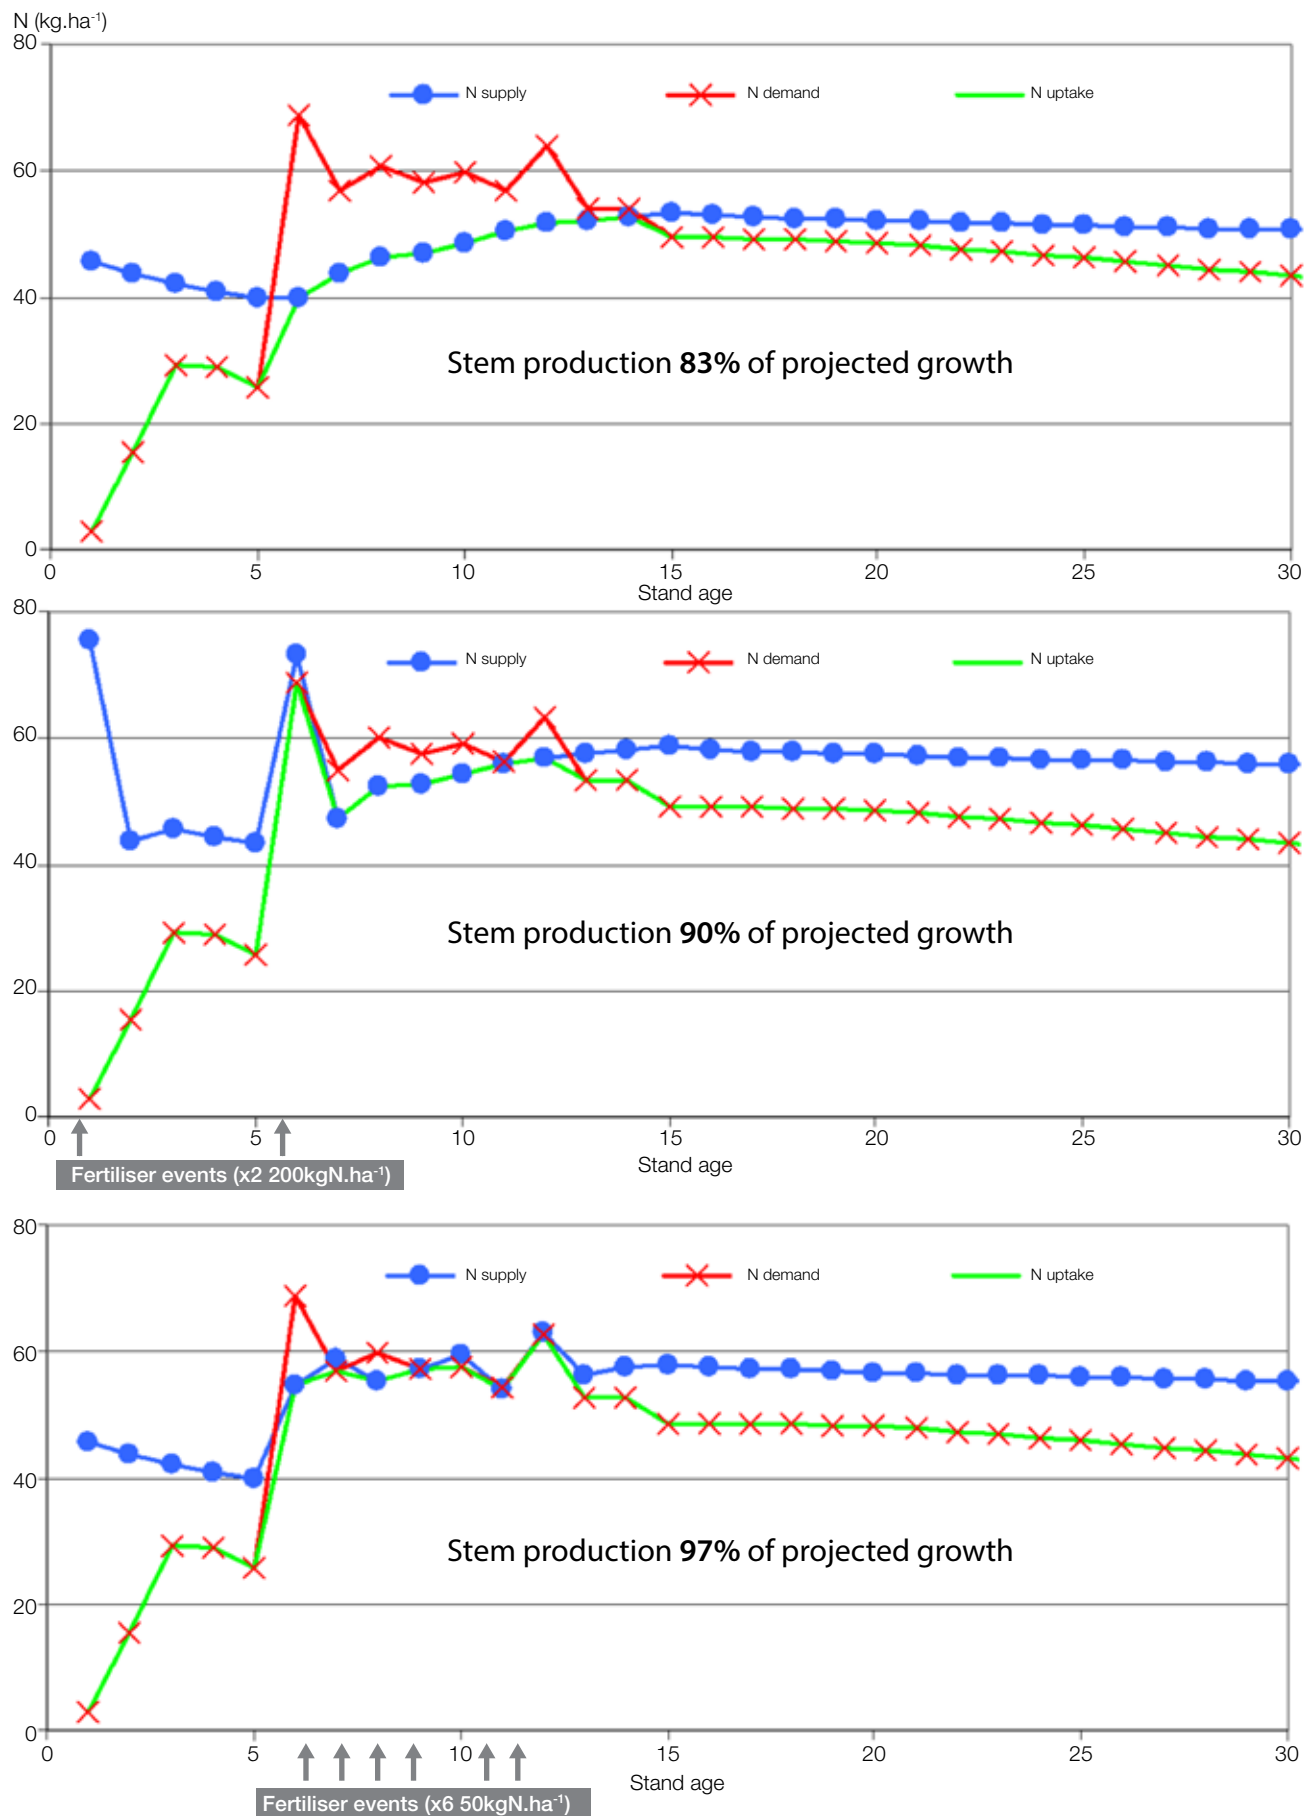 N (kg.ha⁻¹)
80
N supply N demand N uptake
60
40
Stem production 83% of projected growth
20
0
0 5 10 15 20 25 30
Stand age
80
N supply N demand N uptake
60
40
Stem production 90% of projected growth
20
0
0 5 10 15 20 25 30
Stand age
Fertiliser events (x2 200kgN.ha⁻¹)
80
N supply N demand N uptake
60
40
Stem production 97% of projected growth
20
0
0 5 10 15 20 25 30
Stand age
Fertiliser events (x6 50kgN.ha⁻¹)